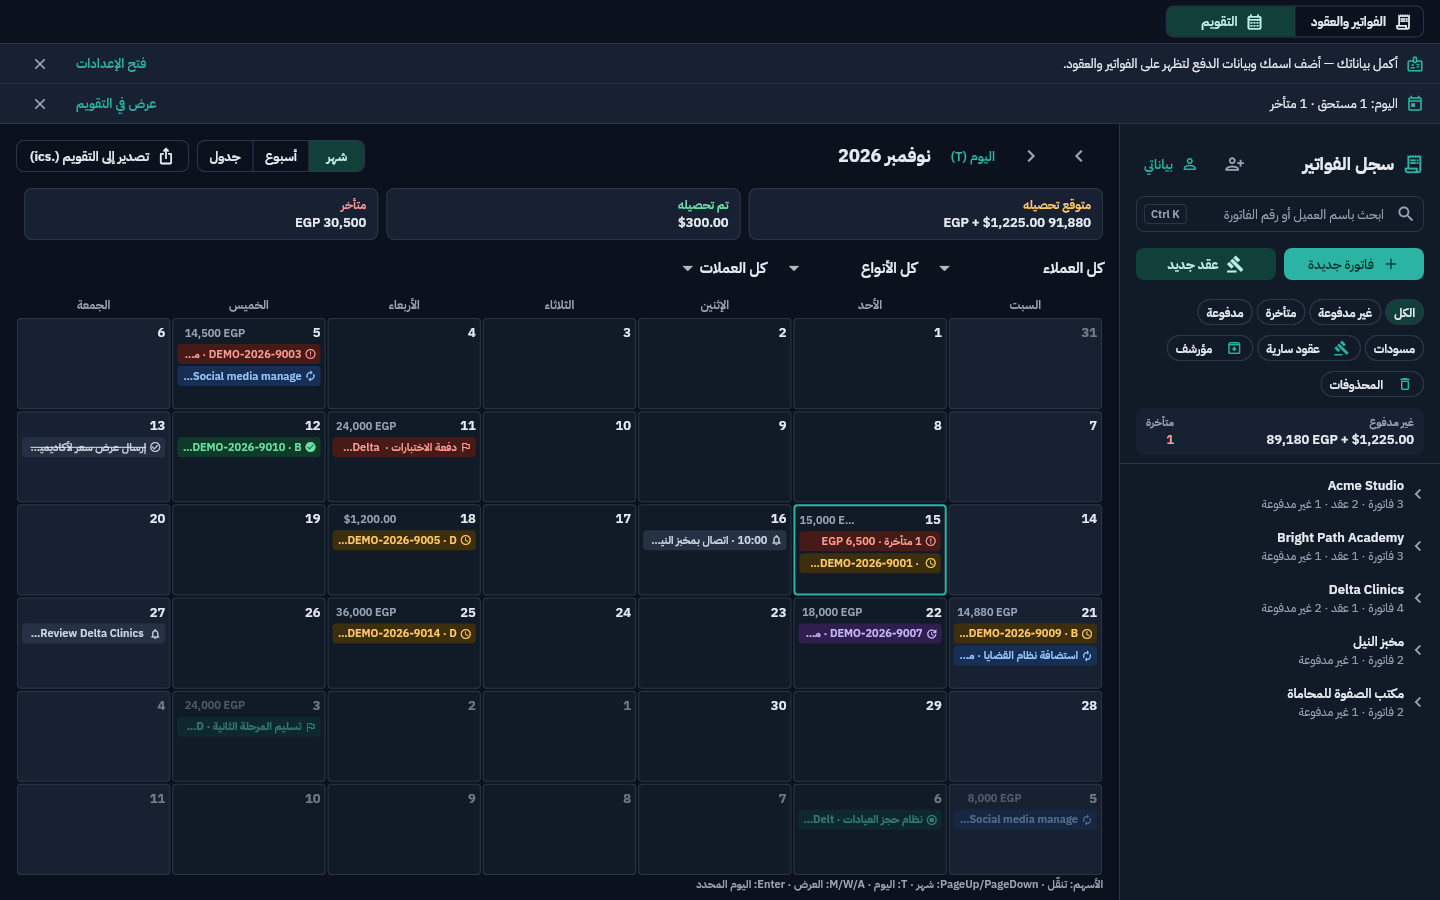 الفواتير والعقود
التقويم
أكمل بياناتك — أضف اسمك وبيانات الدفع لتظهر على الفواتير والعقود.
فتح الإعدادات
اليوم: 1 مستحق · 1 متأخر
عرض في التقويم
سجل الفواتير
بياناتي
ابحث باسم العميل أو رقم الفاتورة
Ctrl K
فاتورة جديدة
عقد جديد
الكل
غير مدفوعة
متأخرة
مدفوعة
مسودات
عقود سارية
مؤرشف
المحذوفات
غير مدفوع
89,180 EGP + $1,225.00
متأخرة
1
Acme Studio
3 فاتورة · 2 عقد · 1 غير مدفوعة
Bright Path Academy
3 فاتورة · 1 عقد · 1 غير مدفوعة
Delta Clinics
4 فاتورة · 1 عقد · 2 غير مدفوعة
مخبز النيل
2 فاتورة · 1 غير مدفوعة
مكتب الصفوة للمحاماة
2 فاتورة · 1 غير مدفوعة
اليوم (T)
نوفمبر 2026
شهر
أسبوع
جدول
تصدير إلى التقويم (.ics)
متوقع تحصيله
EGP + $1,225.00 91,880
تم تحصيله
$300.00
متأخر
EGP 30,500
كل العملاء
كل الأنواع
كل العملات
السبت
الأحد
الإثنين
الثلاثاء
الأربعاء
الخميس
الجمعة
31
1
2
3
4
5
14,500 EGP
DEMO-2026-9003 · مـ...
Social media manage...
6
7
8
9
10
11
24,000 EGP
دفعة الاختبارات · Delta...
12
DEMO-2026-9010 · B...
13
إرسال عرض سعر لأكاديميـ...
14
15
15,000 E...
1 متأخرة · 6,500 EGP
DEMO-2026-9001 · ...
16
10:00 · اتصال بمخبز النيـ...
17
18
$1,200.00
DEMO-2026-9005 · D...
19
20
21
14,880 EGP
DEMO-2026-9009 · B...
استضافة نظام القضايا · مـ...
22
18,000 EGP
DEMO-2026-9007 · مـ...
23
24
25
36,000 EGP
DEMO-2026-9014 · D...
26
27
Review Delta Clinics...
28
29
30
1
2
3
24,000 EGP
تسليم المرحلة الثانية · D...
4
5
8,000 EGP
Social media manage...
6
نظام حجز العيادات · Delt...
7
8
9
10
11
الأسهم: تنقّل · PageUp/PageDown: شهر · T: اليوم · M/W/A: العرض · Enter: اليوم المحدد